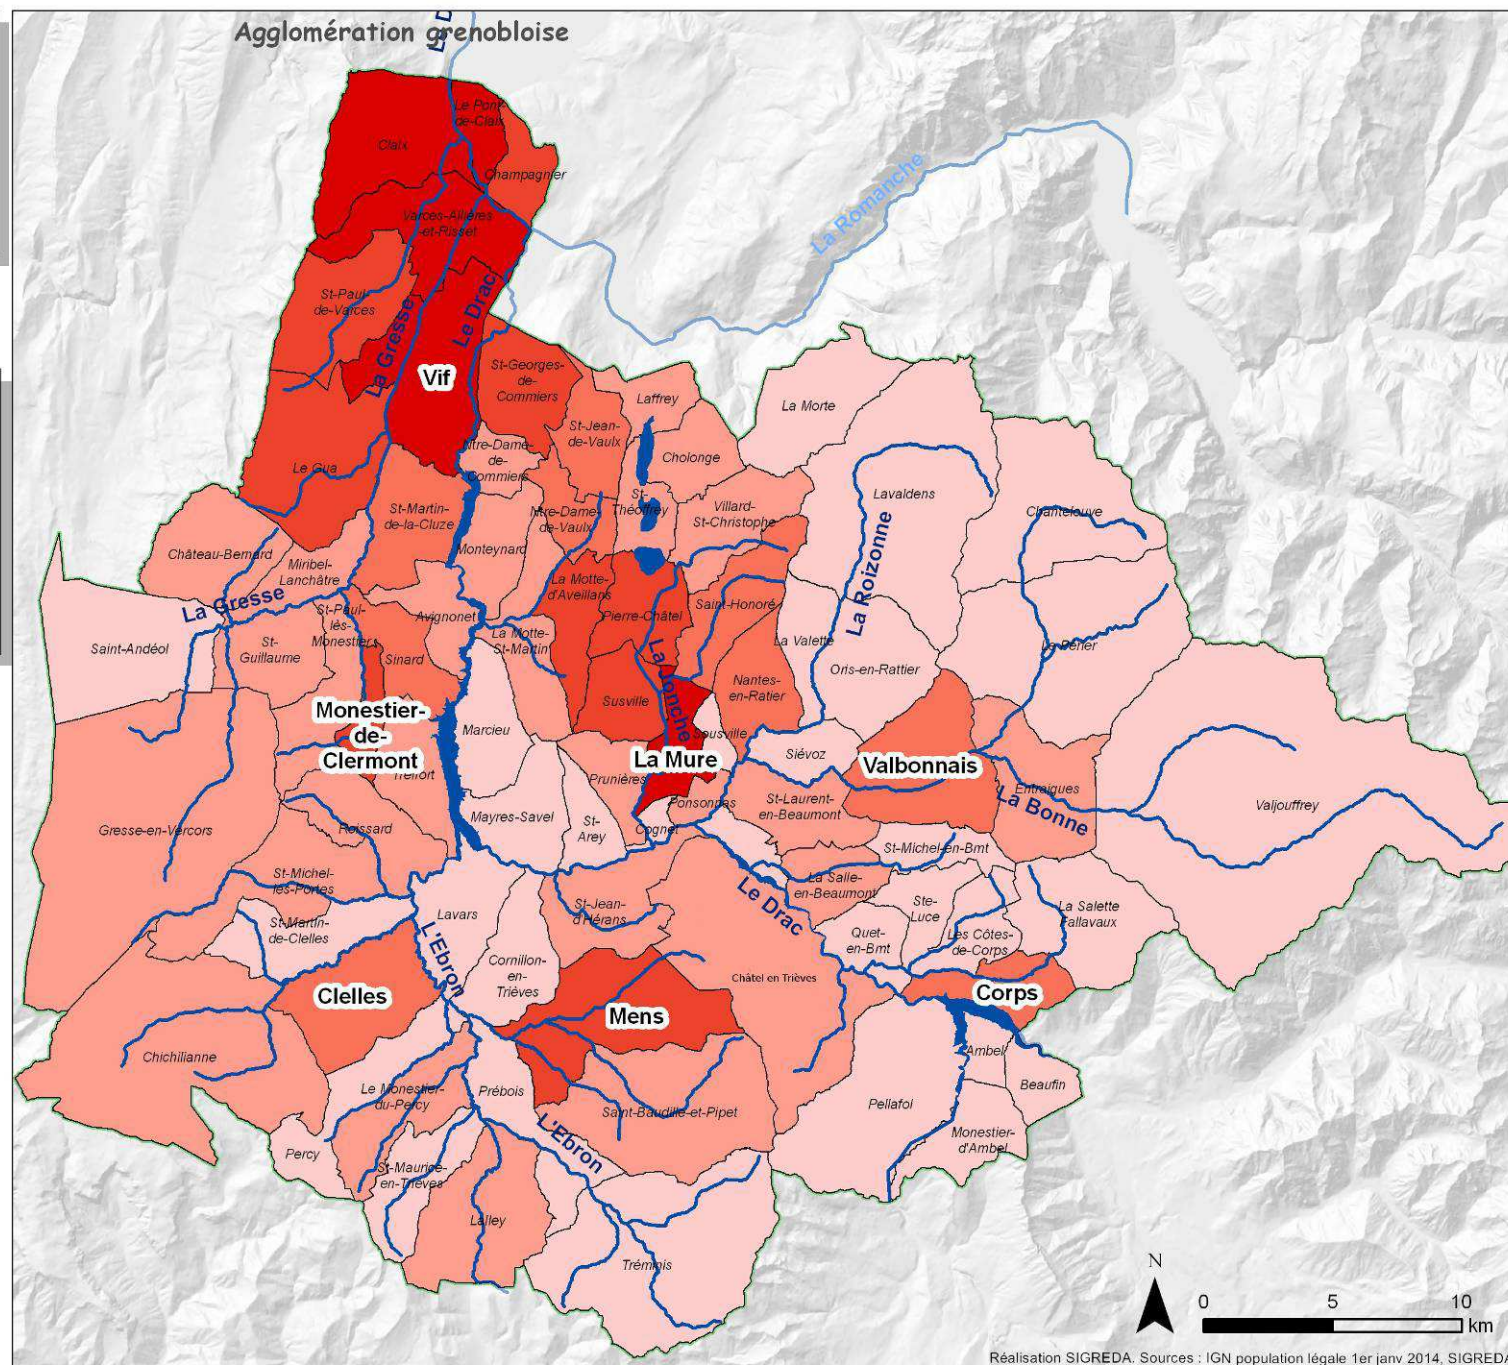 Agglomération grenobloise
Le Pont-
de-Claix
Claix
Champagnier
La Romanche
Varces-Allières
-et-Risset
St-Paul-
de-Varces
La Gresse
Le Drac
Vif
St-Georges-
de-
Commiers
Laffrey
La Morte
St-Jean-
de-Vaulx
Ntre-Dame-
de-
Commiers
Cholonge
Le Gua
St-
Théoffrey
Lavaldens
St-Martin-
de-la-Cluze
Ntre-Dame-
de-Vaulx
Villard-
St-Christophe
Chantelouve
Château-Bernard
Monteynard
Miribel-
Lanchâtre
La Roizonne
La Motte-
d'Aveillans
La Gresse
Saint-Honoré
St-Paul-
lès-
Monestiers
Avignonet
Pierre-Châtel
Saint-Andéol
St-
Guillaume
Sinard
La Motte-
St-Martin
La Valette
Le Périer
Oris-en-Rattier
La Jonche
Nantes-
en-Ratier
Susville
Monestier-
de-
Clermont
Marcieu
Sousville
La Mure
Siévoz
Valbonnais
Treffort
Prunières
Entraigues
La Bonne
Ponsonnas
St-Laurent-
en-Beaumont
Valjouffrey
Mayres-Savel
St-
Arey
Cognet
Gresse-en-Vercors
Roissard
St-Michel-en-Bmt
St-Michel-
les-Portes
La Salle-
en-Beaumont
Le Drac
Ste-
Luce
La Salette
Fallavaux
St-Martin-
de-Clelles
Lavars
St-Jean-
d'Hérans
Quet-
en-Bmt
Les Côtes-
de-Corps
L'Ebron
Cornillon-
en-
Trièves
Châtel en Trièves
Clelles
Corps
Mens
Chichilianne
Ambel
Le Monestier-
du-Percy
Prébois
Beaufin
Saint-Baudille-et-Pipet
Pellafol
L'Ebron
Monestier-
d'Ambel
Percy
St-Maurice-
en-Trièves
Lalley
Tréminis
N
0 5 10
km
Réalisation SIGREDA. Sources : IGN population légale 1er janv 2014, SIGREDA